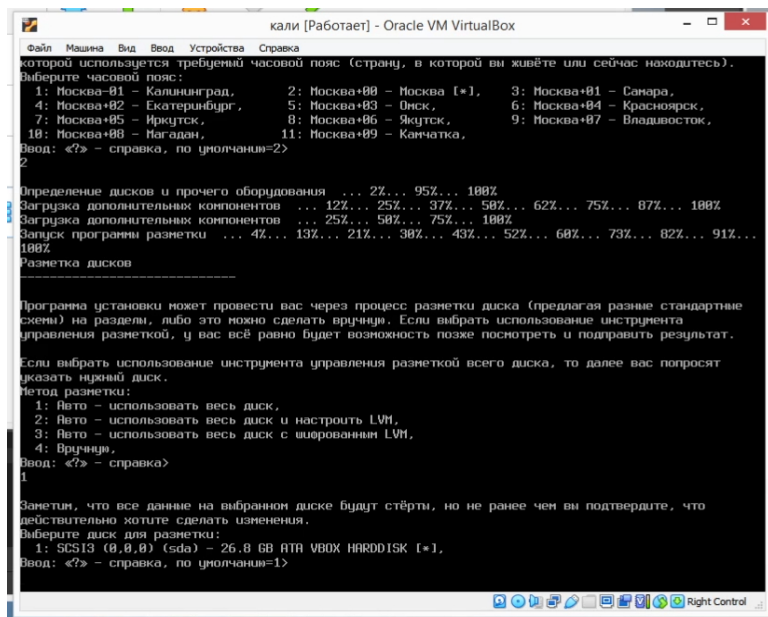 кали [Работает] - Oracle VM VirtualBox
Файл Машина Вид Ввод Устройства Справка
которой используется требуемый часовой пояс (страну, в которой вы живёте или сейчас находитесь).
Выберите часовой пояс:
1: Москва-01 – Калининград, 2: Москва+00 – Москва [*], 3: Москва+01 – Самара,
4: Москва+02 – Екатеринбург, 5: Москва+03 – Омск, 6: Москва+04 – Красноярск,
7: Москва+05 – Иркутск, 8: Москва+06 – Якутск, 9: Москва+07 – Владивосток,
10: Москва+08 – Магадан, 11: Москва+09 – Камчатка,
Ввод: «?» – справка, по умолчанию=2>
2
Определение дисков и прочего оборудования ... 2%... 95%... 100%
Загрузка дополнительных компонентов ... 12%... 25%... 37%... 50%... 62%... 75%... 87%... 100%
Загрузка дополнительных компонентов ... 25%... 50%... 75%... 100%
Запуск программы разметки ... 4%... 13%... 21%... 30%... 43%... 52%... 60%... 73%... 82%... 91%...
100%
Разметка дисков
------------------------------
Программа установки может провести вас через процесс разметки диска (предлагая разные стандартные
схемы) на разделы, либо это можно сделать вручную. Если выбрать использование инструмента
управления разметкой, у вас всё равно будет возможность позже посмотреть и подправить результат.
Если выбрать использование инструмента управления разметкой всего диска, то далее вас попросят
указать нужный диск.
Метод разметки:
1: Авто – использовать весь диск,
2: Авто – использовать весь диск и настроить LVM,
3: Авто – использовать весь диск с шифрованным LVM,
4: Вручную,
Ввод: «?» – справка>
1
Заметим, что все данные на выбранном диске будут стёрты, но не ранее чем вы подтвердите, что
действительно хотите сделать изменения.
Выберите диск для разметки:
1: SCSI3 (0,0,0) (sda) – 26.8 GB ATA VBOX HARDDISK [*],
Ввод: «?» – справка, по умолчанию=1>
Right Control